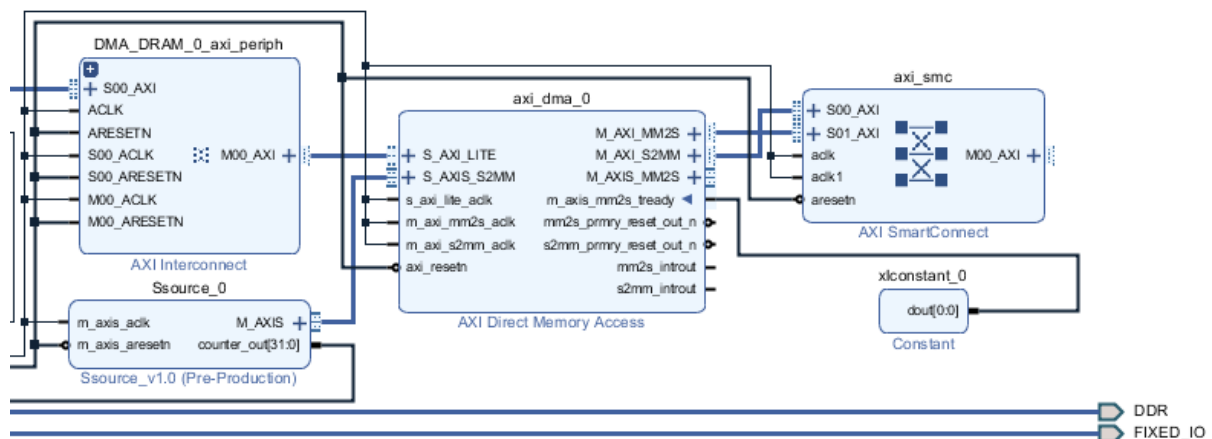 DMA_DRAM_0_axi_periph
S00_AXI
ACLK
ARESETN
S00_ACLK
M00_AXI
S00_ARESETN
M00_ACLK
M00_ARESETN
AXI Interconnect
Ssource_0
m_axis_aclk
M_AXIS
m_axis_aresetn
counter_out[31:0]
Ssource_v1.0 (Pre-Production)
axi_dma_0
M_AXI_MM2S
S_AXI_LITE
M_AXI_S2MM
S_AXIS_S2MM
M_AXIS_MM2S
s_axi_lite_aclk
m_axis_mm2s_tready
m_axi_mm2s_aclk
mm2s_prmry_reset_out_n
m_axi_s2mm_aclk
s2mm_prmry_reset_out_n
axi_resetn
mm2s_introut
s2mm_introut
AXI Direct Memory Access
axi_smc
S00_AXI
S01_AXI
aclk
M00_AXI
aclk1
aresetn
AXI SmartConnect
xlconstant_0
dout[0:0]
Constant
DDR
FIXED_IO